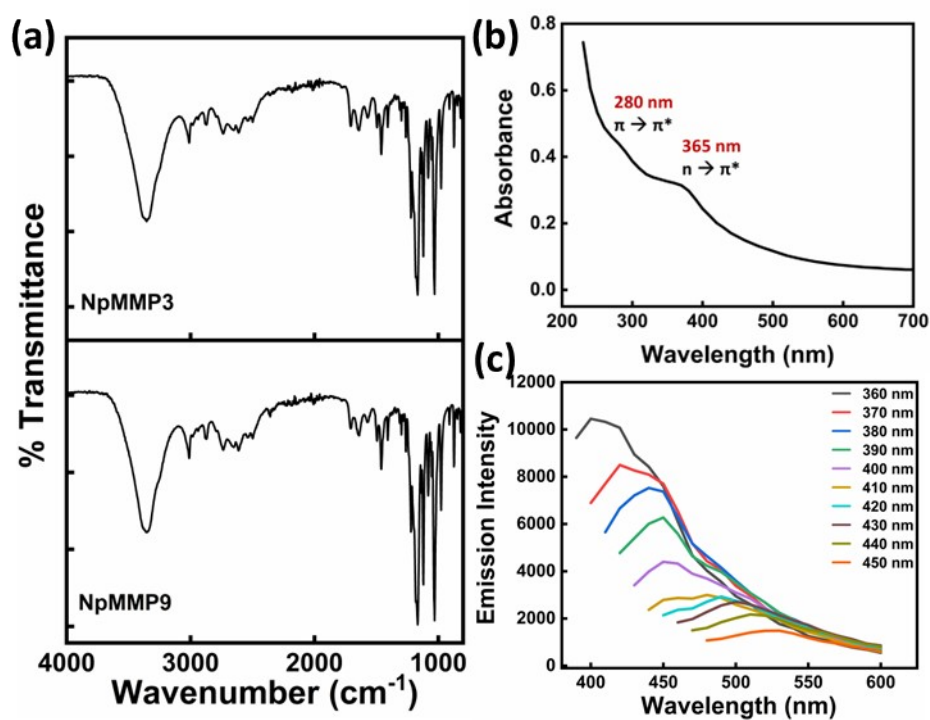 (a)
% Transmittance
NpMMP3
NpMMP9
4000 3000 2000 1000
Wavenumber (cm⁻¹)
(b)
Absorbance
0.8
0.6
0.4
0.2
0.0
280 nm
π → π*
365 nm
n → π*
200 300 400 500 600 700
Wavelength (nm)
(c)
Emission Intensity
12000
10000
8000
6000
4000
2000
0
360 nm
370 nm
380 nm
390 nm
400 nm
410 nm
420 nm
430 nm
440 nm
450 nm
400 450 500 550 600
Wavelength (nm)